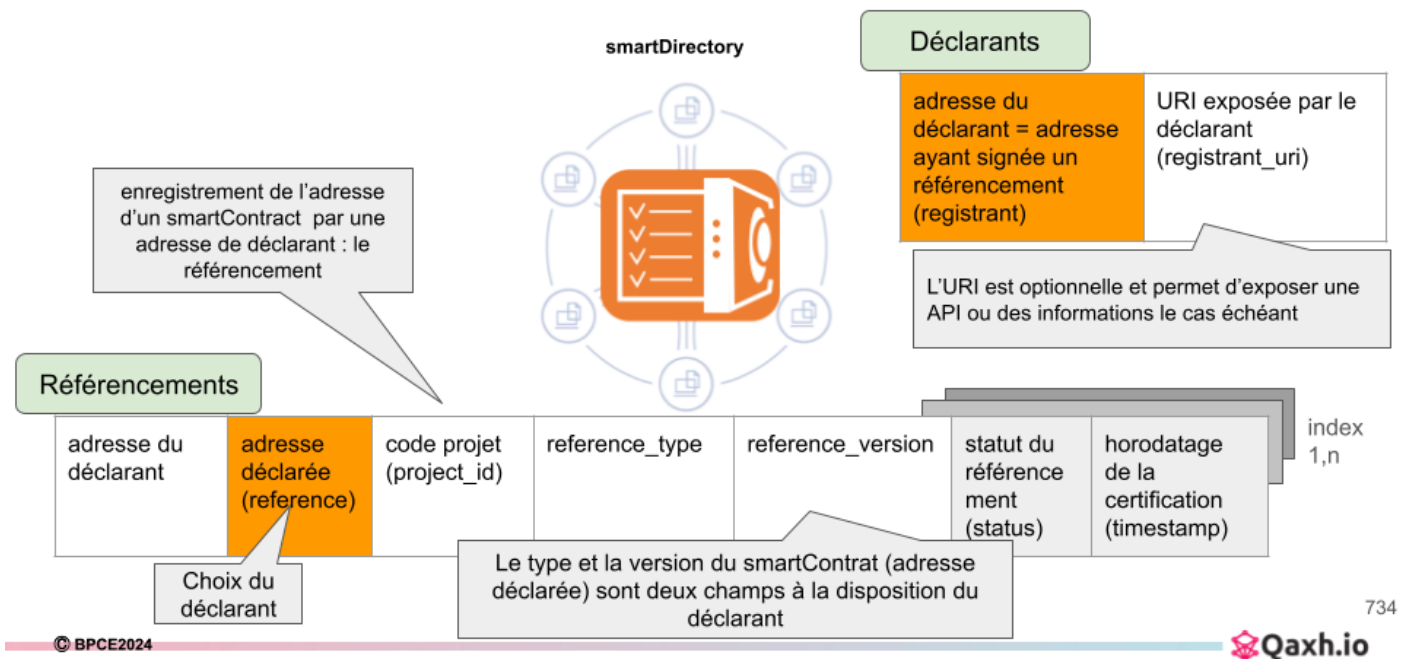 smartDirectory
Déclarants
adresse du
déclarant = adresse
ayant signée un
référencement
(registrant)
URI exposée par le
déclarant
(registrant_uri)
enregistrement de l’adresse
d’un smartContract par une
adresse de déclarant : le
référencement
L’URI est optionnelle et permet d’exposer une
API ou des informations le cas échéant
Référencements
adresse du
déclarant
adresse
déclarée
(reference)
code projet
(project_id)
reference_type
reference_version
statut du
référence
ment
(status)
horodatage
de la
certification
(timestamp)
index
1,n
Choix du
déclarant
Le type et la version du smartContrat (adresse
déclarée) sont deux champs à la disposition du
déclarant
734
© BPCE2024
Qaxh.io